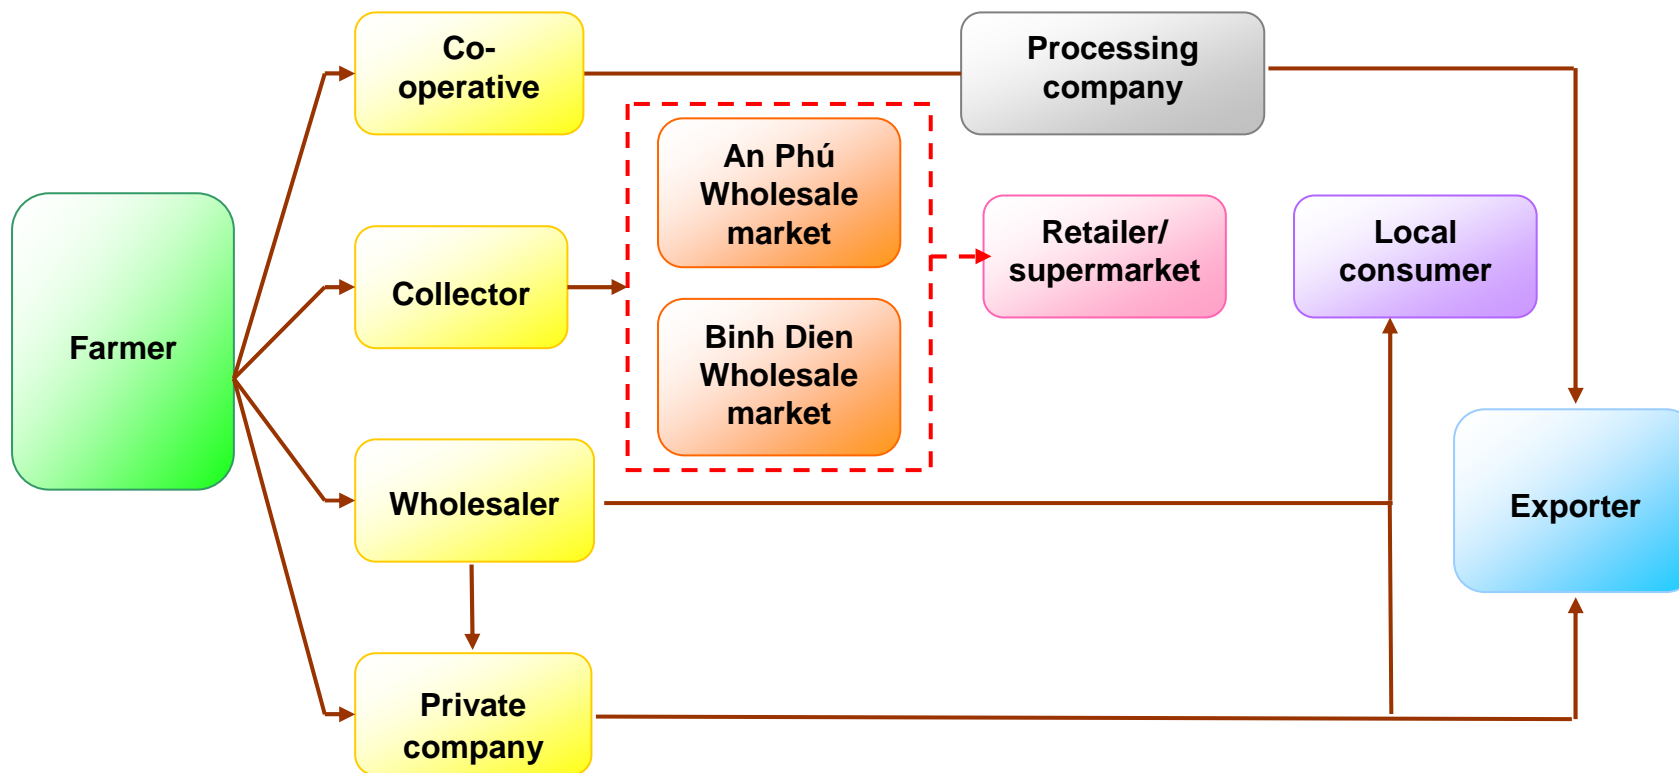 Co-
operative
Processing
company
An Phú
Wholesale
market
Retailer/
supermarket
Local
consumer
Collector
Farmer
Binh Dien
Wholesale
market
Wholesaler
Exporter
Private
company